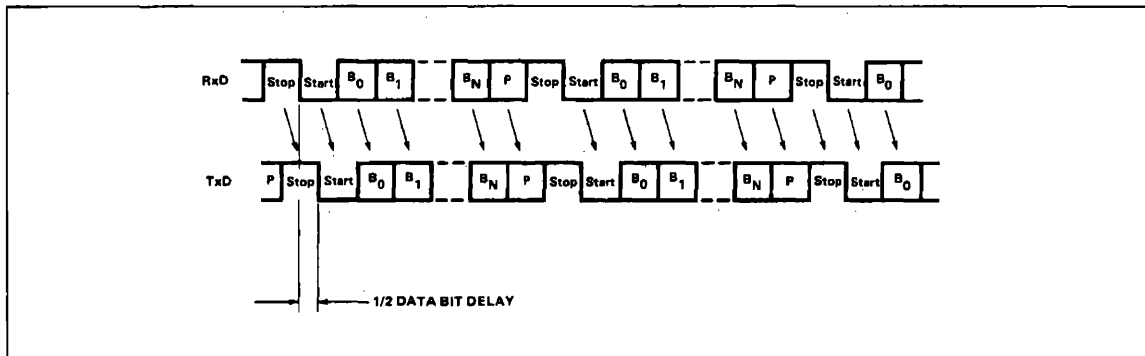 RxD Stop Start B0 B1 BN P Stop Start B0 B1 BN P Stop Start B0
TxD P Stop Start B0 B1 BN P Stop Start B0 B1 BN P Stop Start B0
1/2 DATA BIT DELAY